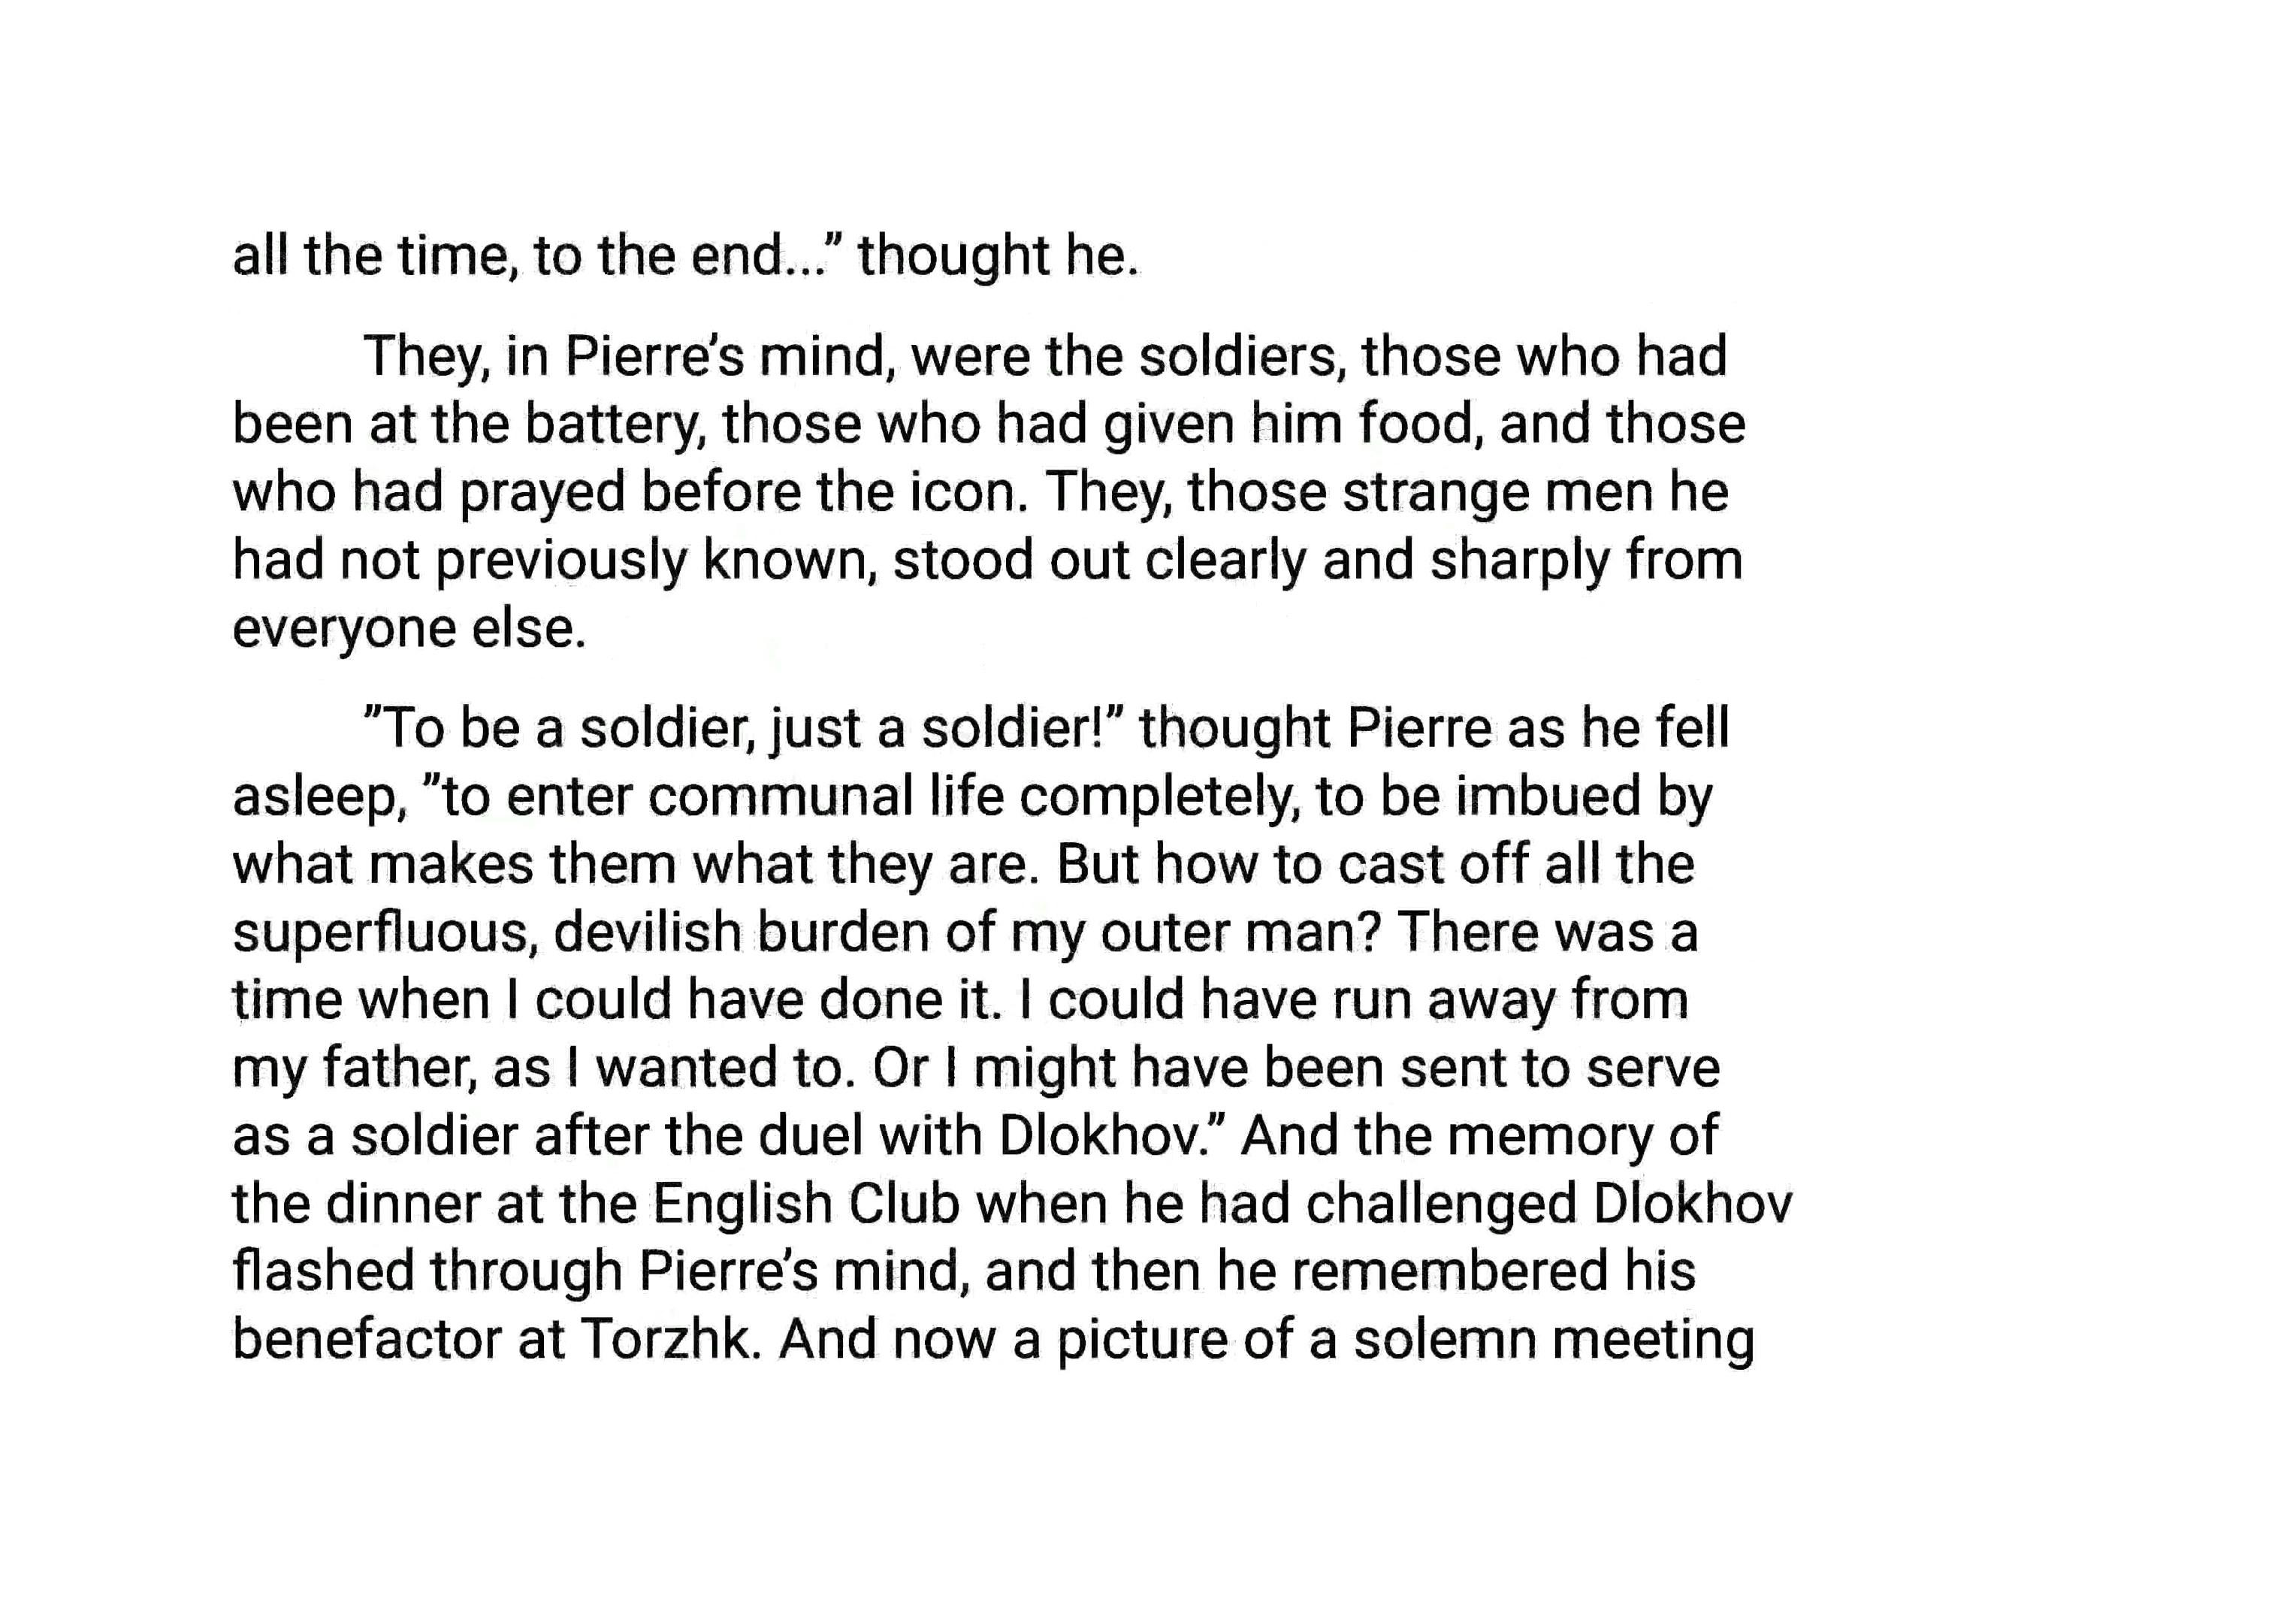 all the time, to the end...” thought he.
They, in Pierre’s mind, were the soldiers, those who had
been at the battery, those who had given him food, and those
who had prayed before the icon. They, those strange men he
had not previously known, stood out clearly and sharply from
everyone else.
”To be a soldier, just a soldier!” thought Pierre as he fell
asleep, ”to enter communal life completely, to be imbued by
what makes them what they are. But how to cast off all the
superfluous, devilish burden of my outer man? There was a
time when I could have done it. I could have run away from
my father, as I wanted to. Or I might have been sent to serve
as a soldier after the duel with Dlokhov.” And the memory of
the dinner at the English Club when he had challenged Dlokhov
flashed through Pierre’s mind, and then he remembered his
benefactor at Torzhk. And now a picture of a solemn meeting